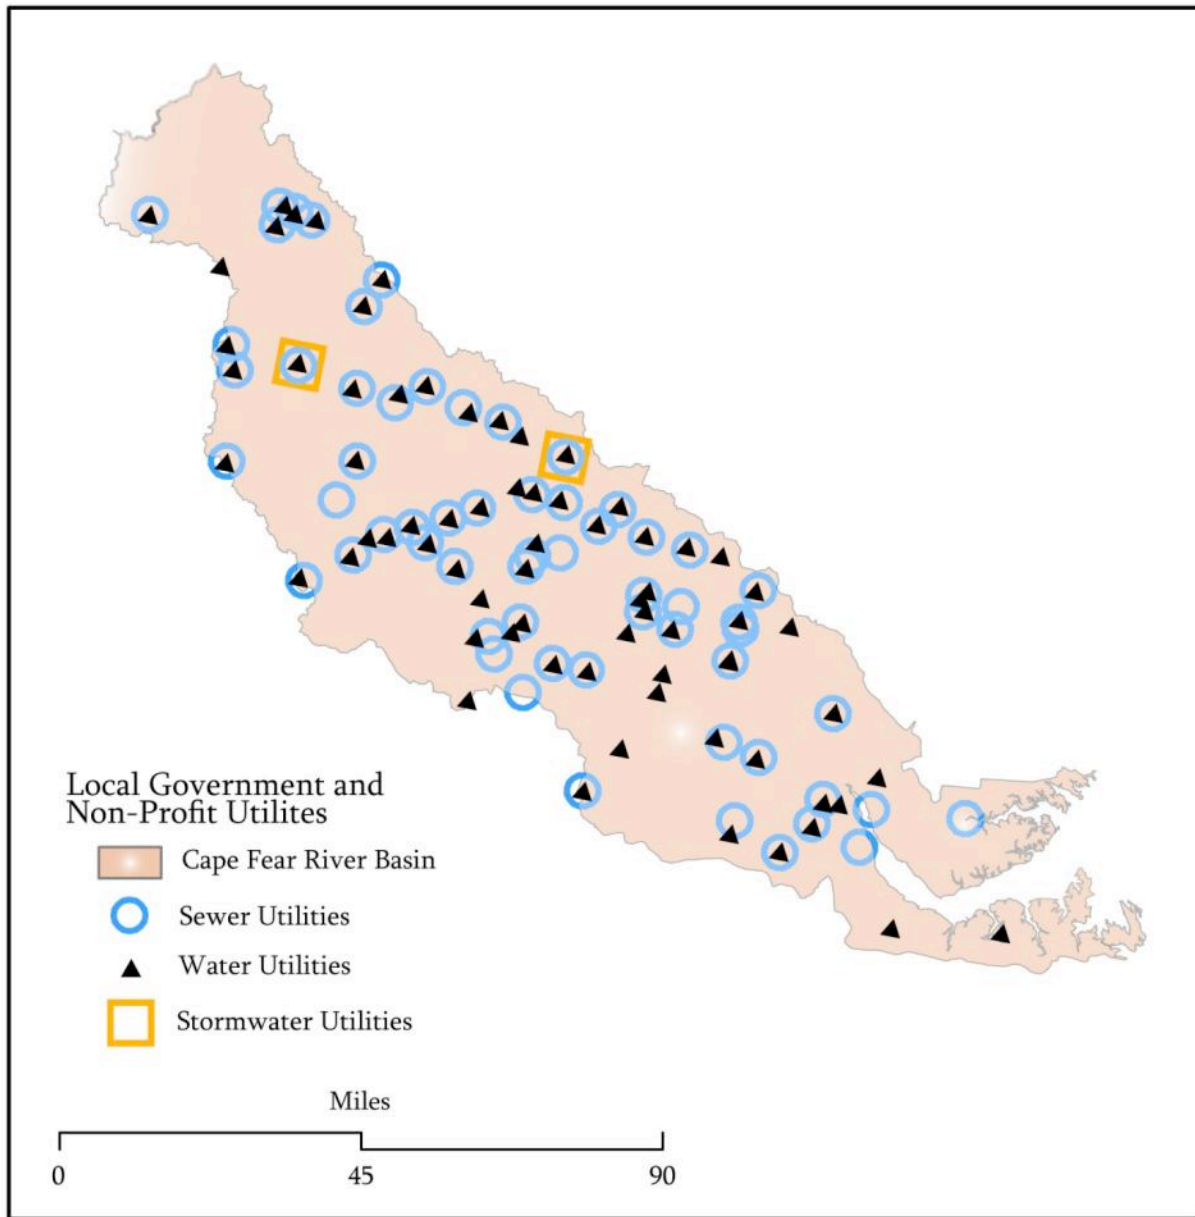 Local Government and
Non-Profit Utilites
Cape Fear River Basin
Sewer Utilities
Water Utilities
Stormwater Utilities
Miles
0 45 90